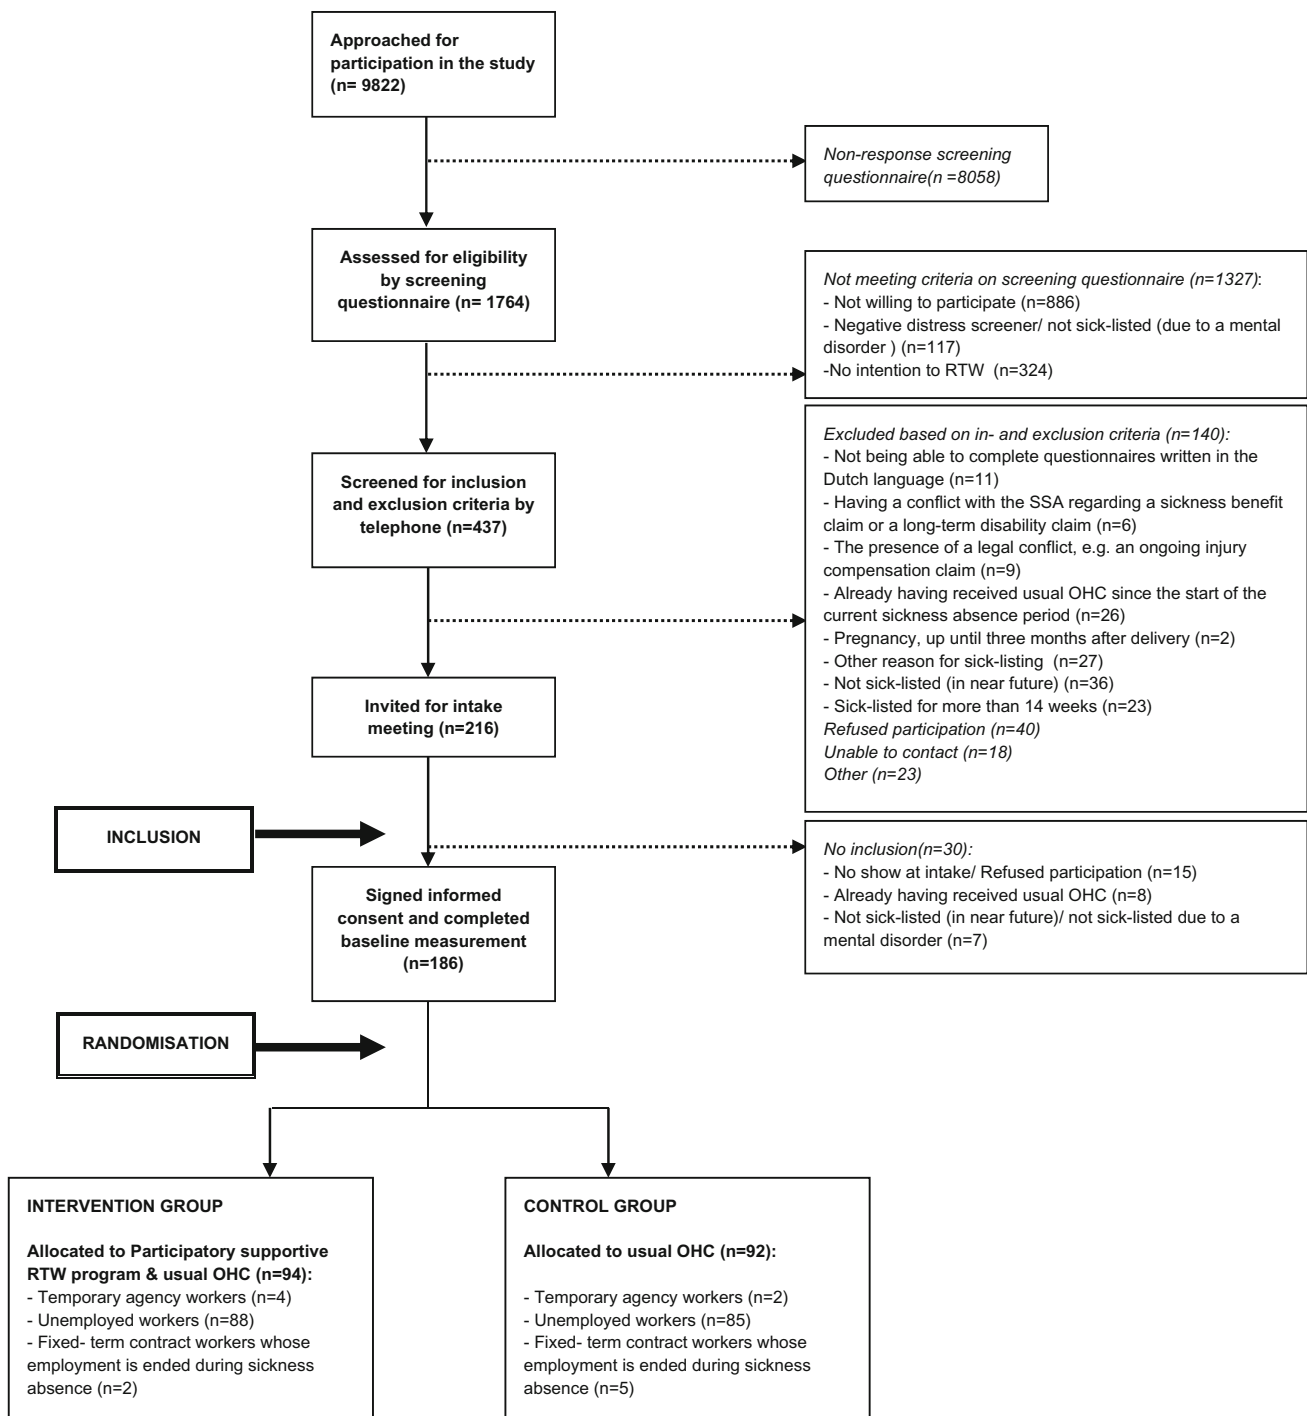 Approached for
participation in the study
(n= 9822)
Non-response screening
questionnaire(n =8058)
Assessed for eligibility
by screening
questionnaire (n= 1764)
Not meeting criteria on screening questionnaire (n=1327):
- Not willing to participate (n=886)
- Negative distress screener/ not sick-listed (due to a mental
disorder ) (n=117)
-No intention to RTW (n=324)
Screened for inclusion
and exclusion criteria by
telephone (n=437)
Excluded based on in- and exclusion criteria (n=140):
- Not being able to complete questionnaires written in the
Dutch language (n=11)
- Having a conflict with the SSA regarding a sickness benefit
claim or a long-term disability claim (n=6)
- The presence of a legal conflict, e.g. an ongoing injury
compensation claim (n=9)
- Already having received usual OHC since the start of the
current sickness absence period (n=26)
- Pregnancy, up until three months after delivery (n=2)
- Other reason for sick-listing (n=27)
- Not sick-listed (in near future) (n=36)
- Sick-listed for more than 14 weeks (n=23)
Refused participation (n=40)
Unable to contact (n=18)
Other (n=23)
Invited for intake
meeting (n=216)
INCLUSION
No inclusion(n=30):
- No show at intake/ Refused participation (n=15)
- Already having received usual OHC (n=8)
- Not sick-listed (in near future)/ not sick-listed due to a
mental disorder (n=7)
Signed informed
consent and completed
baseline measurement
(n=186)
RANDOMISATION
INTERVENTION GROUP
Allocated to Participatory supportive
RTW program & usual OHC (n=94):
- Temporary agency workers (n=4)
- Unemployed workers (n=88)
- Fixed- term contract workers whose
employment is ended during sickness
absence (n=2)
CONTROL GROUP
Allocated to usual OHC (n=92):
- Temporary agency workers (n=2)
- Unemployed workers (n=85)
- Fixed- term contract workers whose
employment is ended during sickness
absence (n=5)